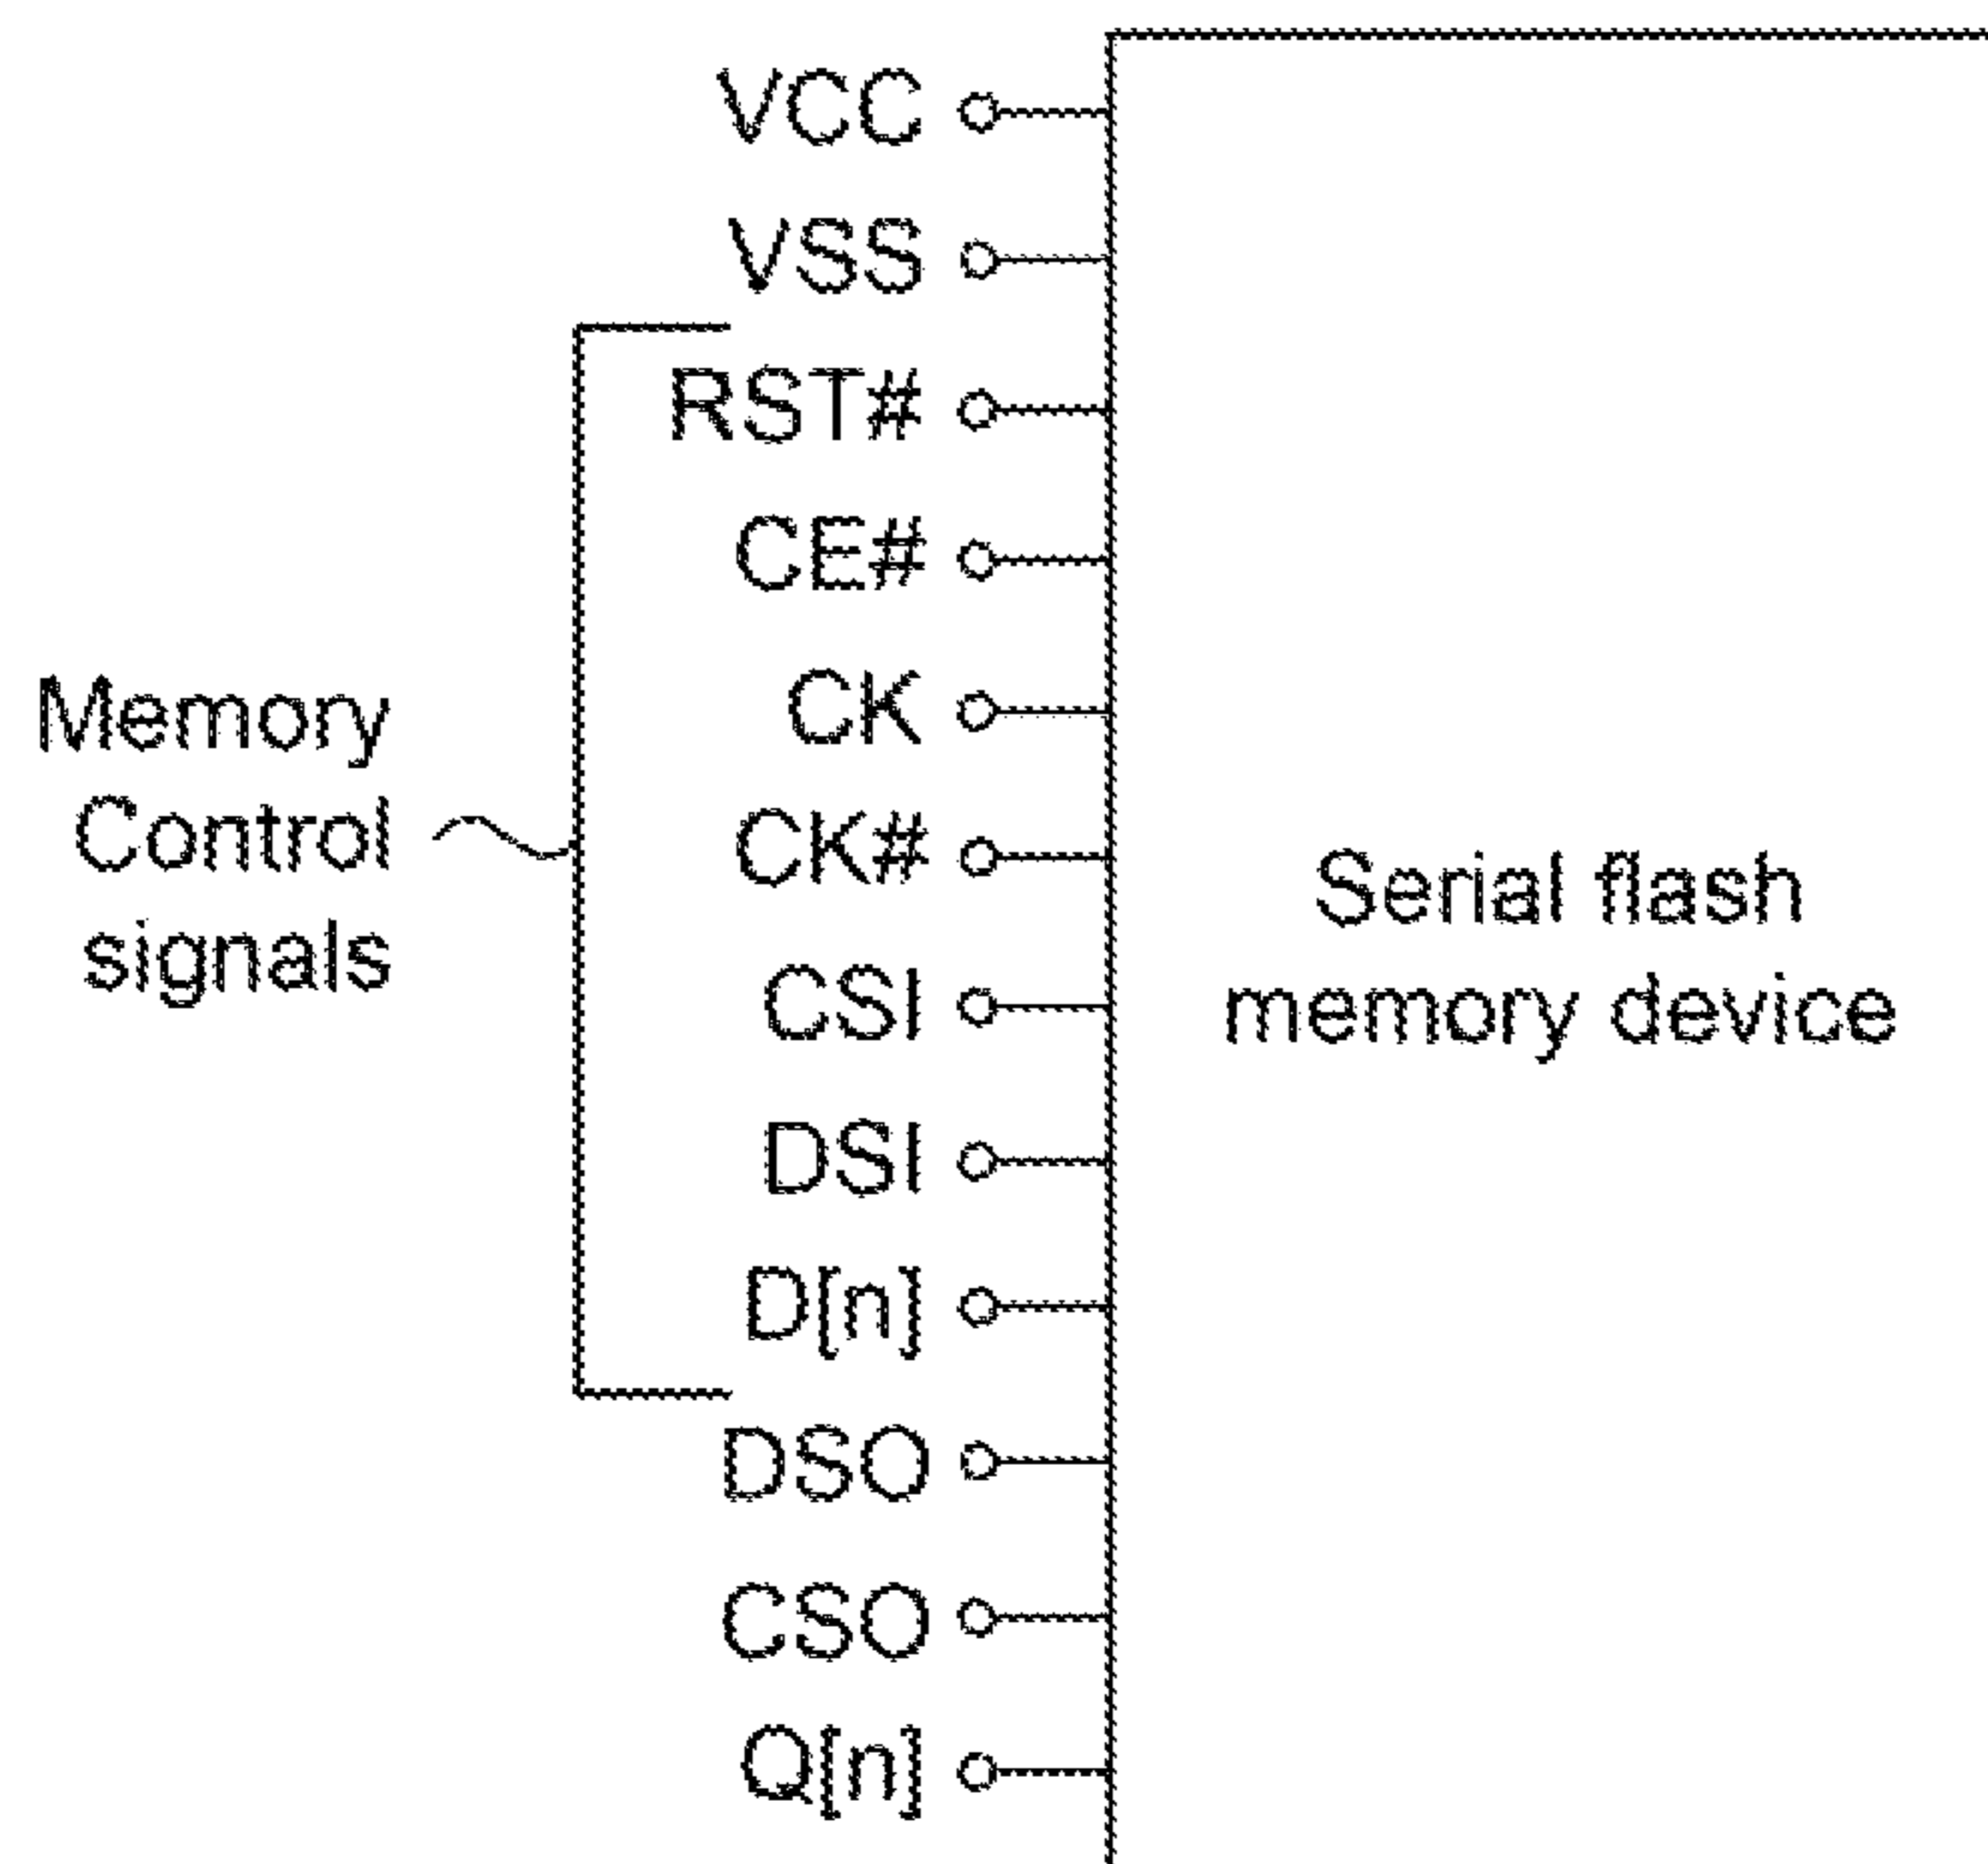 VCC
VSS
RST#
CE#
CK
CK#
CSI
DSI
D[n]
DSO
CSO
Q[n]
Memory
Control
signals
Serial flash
memory device